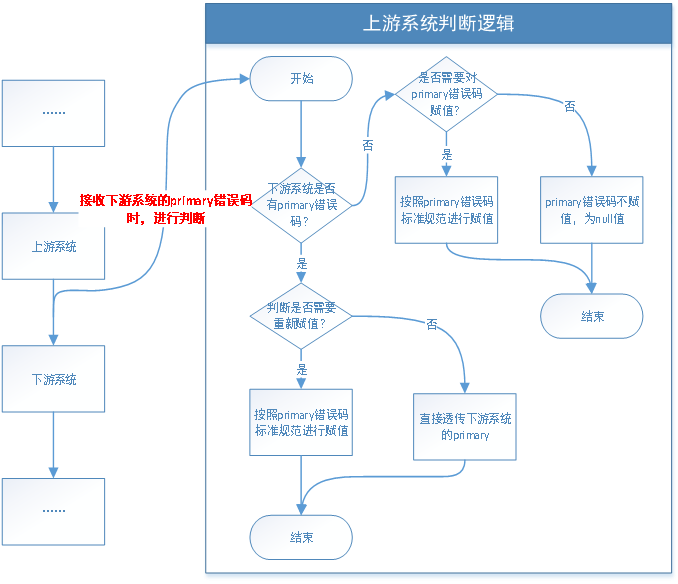 上游系统判断逻辑
……
上游系统
下游系统
……
接收下游系统的primary错误码
时，进行判断
开始
下游系统是否
有primary错误
码？
否
是否需要对
primary错误码
赋值？
否
是
按照primary错误码
标准规范进行赋值
primary错误码不赋
值，为null值
结束
是
判断是否需要
重新赋值？
否
是
按照primary错误码
标准规范进行赋值
直接透传下游系统
的primary
结束